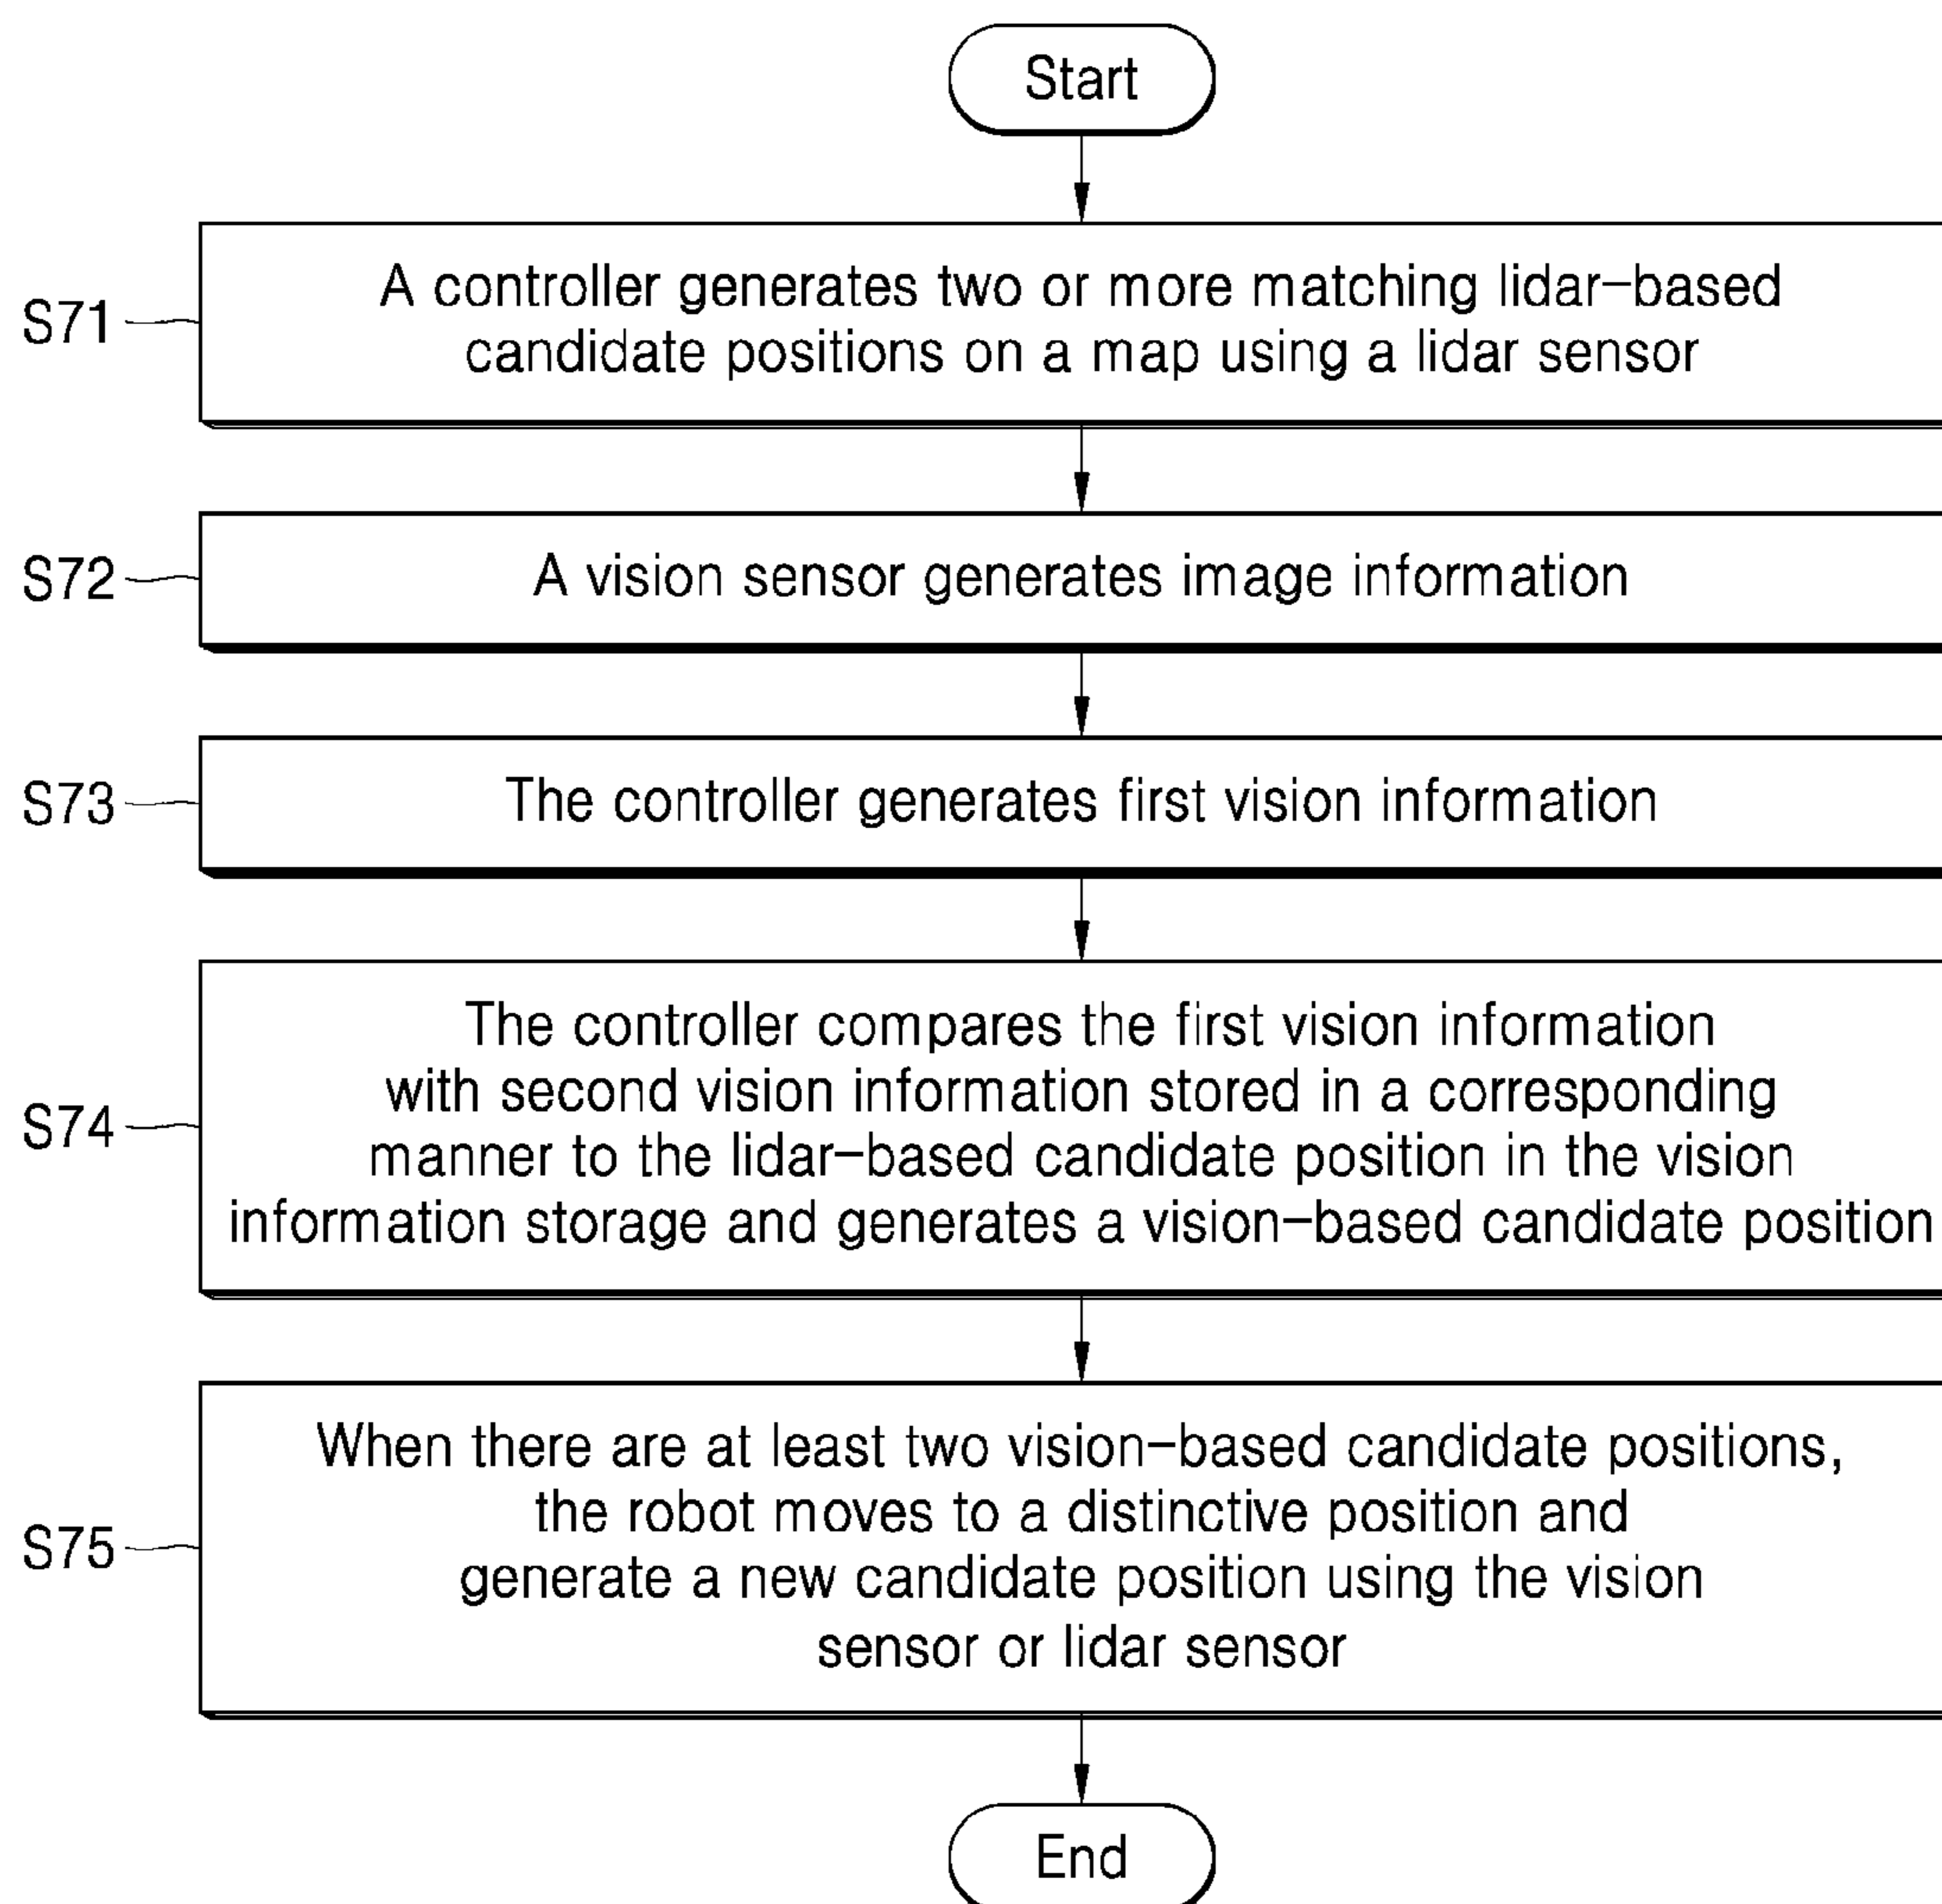 Start
S71
A controller generates two or more matching lidar-based
candidate positions on a map using a lidar sensor
S72
A vision sensor generates image information
S73
The controller generates first vision information
S74
The controller compares the first vision information
with second vision information stored in a corresponding
manner to the lidar-based candidate position in the vision
information storage and generates a vision-based candidate position
S75
When there are at least two vision-based candidate positions,
the robot moves to a distinctive position and
generate a new candidate position using the vision
sensor or lidar sensor
End